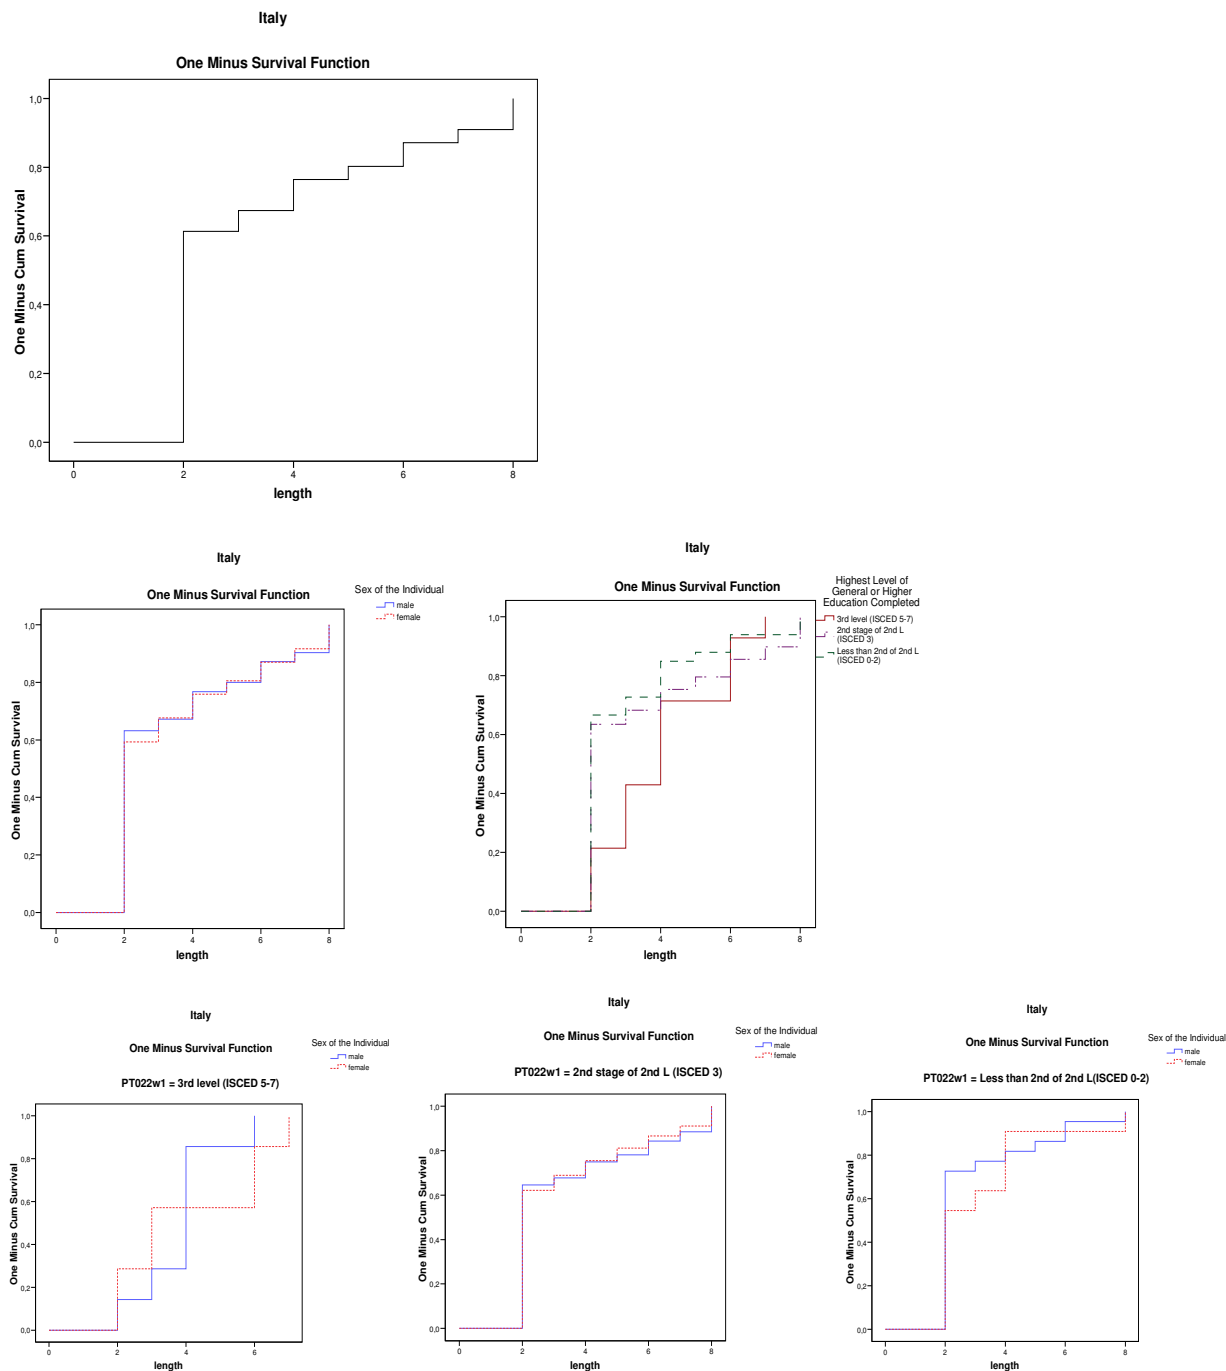 Italy
One Minus Survival Function
One Minus Cum Survival
1,0
0,8
0,6
0,4
0,2
0,0
0 2 4 6 8
length
Italy
One Minus Survival Function
Sex of the Individual
male
female
One Minus Cum Survival
1,0
0,8
0,6
0,4
0,2
0,0
0 2 4 6 8
length
Italy
One Minus Survival Function
Highest Level of
General or Higher
Education Completed
3rd level (ISCED 5-7)
2nd stage of 2nd L
(ISCED 3)
Less than 2nd of 2nd L
(ISCED 0-2)
One Minus Cum Survival
1,0
0,8
0,6
0,4
0,2
0,0
0 2 4 6 8
length
Italy
One Minus Survival Function
Sex of the Individual
male
female
PT022w1 = 3rd level (ISCED 5-7)
One Minus Cum Survival
1,0
0,8
0,6
0,4
0,2
0,0
0 2 4 6
length
Italy
One Minus Survival Function
Sex of the Individual
male
female
PT022w1 = 2nd stage of 2nd L (ISCED 3)
One Minus Cum Survival
1,0
0,8
0,6
0,4
0,2
0,0
0 2 4 6 8
length
Italy
One Minus Survival Function
Sex of the Individual
male
female
PT022w1 = Less than 2nd of 2nd L(ISCED 0-2)
One Minus Cum Survival
1,0
0,8
0,6
0,4
0,2
0,0
0 2 4 6 8
length